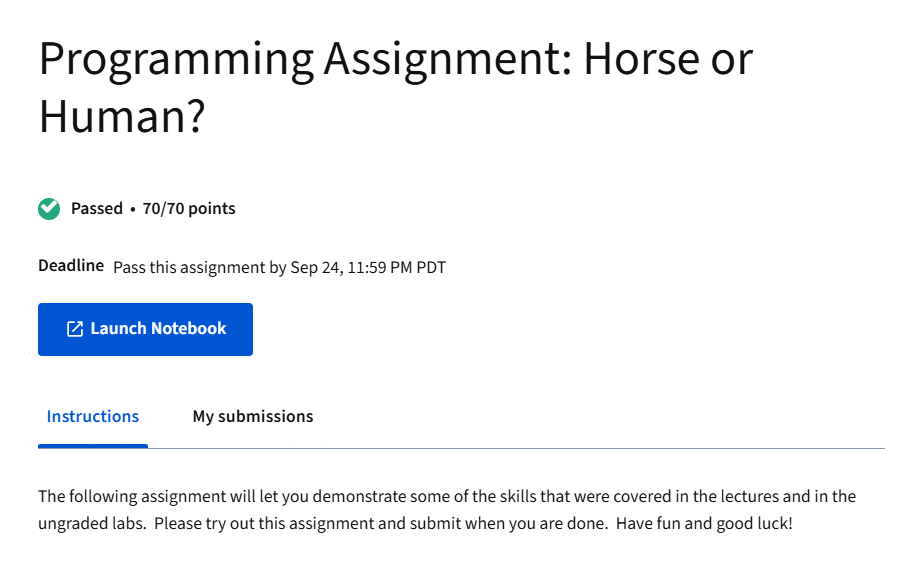 Programming Assignment: Horse or
Human?
Passed • 70/70 points
Deadline Pass this assignment by Sep 24, 11:59 PM PDT
Launch Notebook
Instructions My submissions
The following assignment will let you demonstrate some of the skills that were covered in the lectures and in the
ungraded labs.  Please try out this assignment and submit when you are done.  Have fun and good luck!